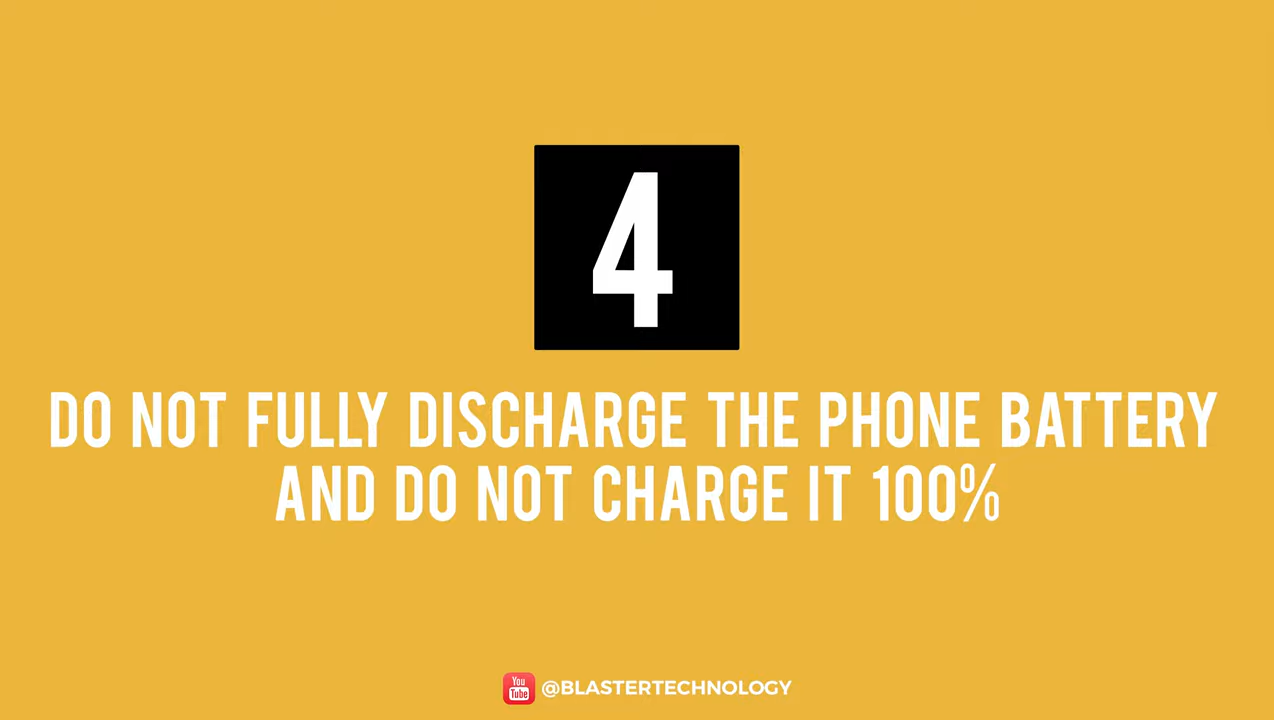 4
DO NOT FULLY DISCHARGE THE PHONE BATTERY
AND DO NOT CHARGE IT 100%
You
Tube
@BLASTERTECHNOLOGY